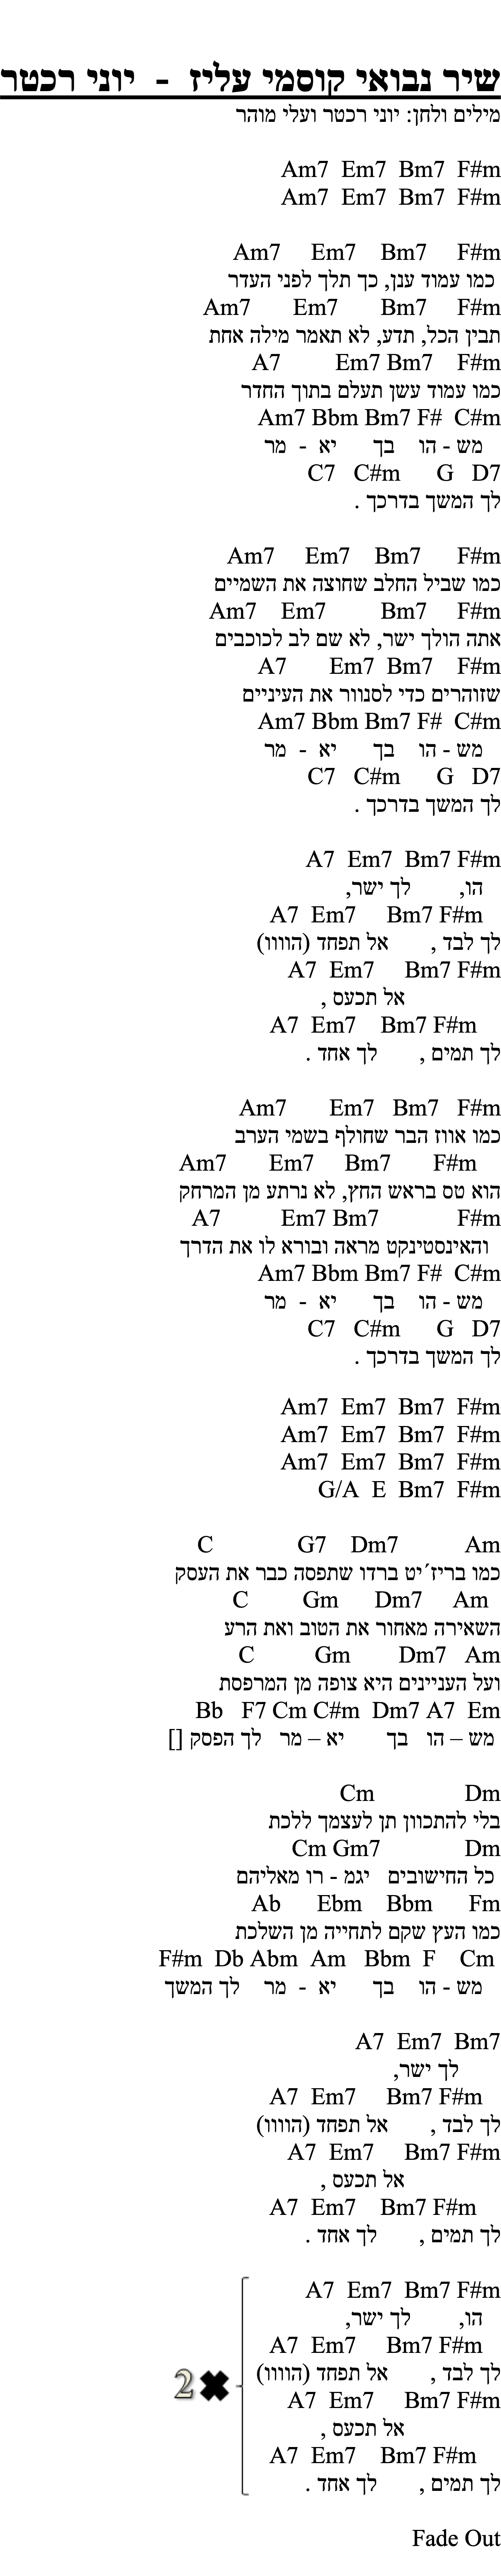 שיר נבואי קוסמי עליז - יוני רכטר
מילים ולחן: יוני רכטר ועלי מוהר
Am7 Em7 Bm7 F#m
Am7 Em7 Bm7 F#m
Am7 Em7 Bm7 F#m
כמו עמוד ענן, כך תלך לפני העדר
Am7 Em7 Bm7 F#m
תבין הכל, תדע, לא תאמר מילה אחת
A7 Em7 Bm7 F#m
כמו עמוד עשן תעלם בתוך החדר
Am7 Bbm Bm7 F# C#m
מש - הו בך יא - מר
C7 C#m G D7
לך המשך בדרכך .
Am7 Em7 Bm7 F#m
כמו שביל החלב שחוצה את השמיים
Am7 Em7 Bm7 F#m
אתה הולך ישר, לא שם לב לכוכבים
A7 Em7 Bm7 F#m
שזוהרים כדי לסנוור את העיניים
Am7 Bbm Bm7 F# C#m
מש - הו בך יא - מר
C7 C#m G D7
לך המשך בדרכך .
A7 Em7 Bm7 F#m
הו, לך ישר,
A7 Em7 Bm7 F#m
לך לבד , אל תפחד (הוווו)
A7 Em7 Bm7 F#m
אל תכעס ,
A7 Em7 Bm7 F#m
לך תמים , לך אחד .
Am7 Em7 Bm7 F#m
כמו אווז הבר שחולף בשמי הערב
Am7 Em7 Bm7 F#m
הוא טס בראש החץ, לא נרתע מן המרחק
A7 Em7 Bm7 F#m
והאינסטינקט מראה ובורא לו את הדרך
Am7 Bbm Bm7 F# C#m
מש - הו בך יא - מר
C7 C#m G D7
לך המשך בדרכך .
Am7 Em7 Bm7 F#m
Am7 Em7 Bm7 F#m
Am7 Em7 Bm7 F#m
G/A E Bm7 F#m
C G7 Dm7 Am
כמו בריז´יט ברדו שתפסה כבר את העסק
C Gm Dm7 Am
השאירה מאחור את הטוב ואת הרע
C Gm Dm7 Am
ועל העניינים היא צופה מן המרפסת
Bb F7 Cm C#m Dm7 A7 Em
מש – הו בך יא – מר לך הפסק []
Cm Dm
בלי להתכוון תן לעצמך ללכת
Cm Gm7 Dm
כל החישובים יגמ - רו מאליהם
Ab Ebm Bbm Fm
כמו העץ שקם לתחייה מן השלכת
F#m Db Abm Am Bbm F Cm
מש - הו בך יא - מר לך המשך
A7 Em7 Bm7
לך ישר,
A7 Em7 Bm7 F#m
לך לבד , אל תפחד (הוווו)
A7 Em7 Bm7 F#m
אל תכעס ,
A7 Em7 Bm7 F#m
לך תמים , לך אחד .
A7 Em7 Bm7 F#m
הו, לך ישר,
A7 Em7 Bm7 F#m
לך לבד , אל תפחד (הוווו)
2✖
A7 Em7 Bm7 F#m
אל תכעס ,
A7 Em7 Bm7 F#m
לך תמים , לך אחד .
Fade Out